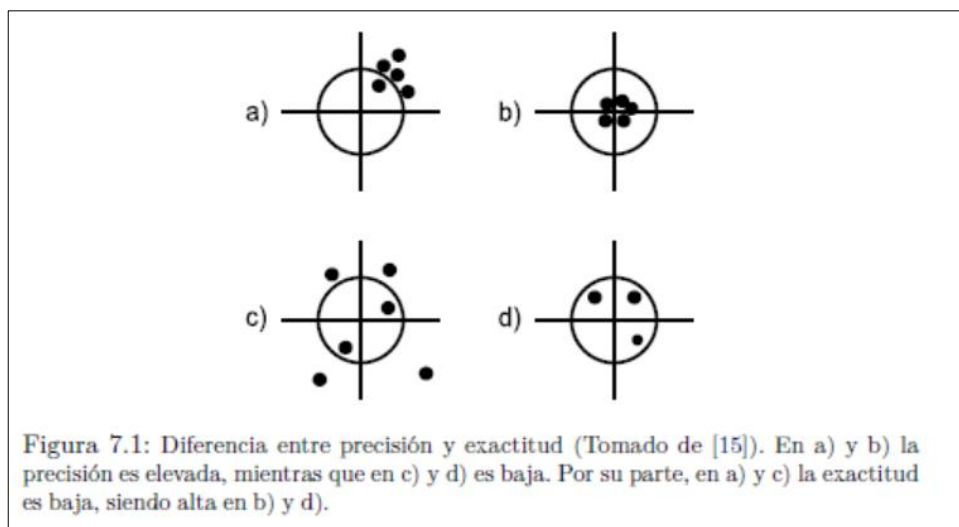 a)
b)
c)
d)
Figura 7.1: Diferencia entre precisión y exactitud (Tomado de [15]). En a) y b) la
precisión es elevada, mientras que en c) y d) es baja. Por su parte, en a) y c) la exactitud
es baja, siendo alta en b) y d).